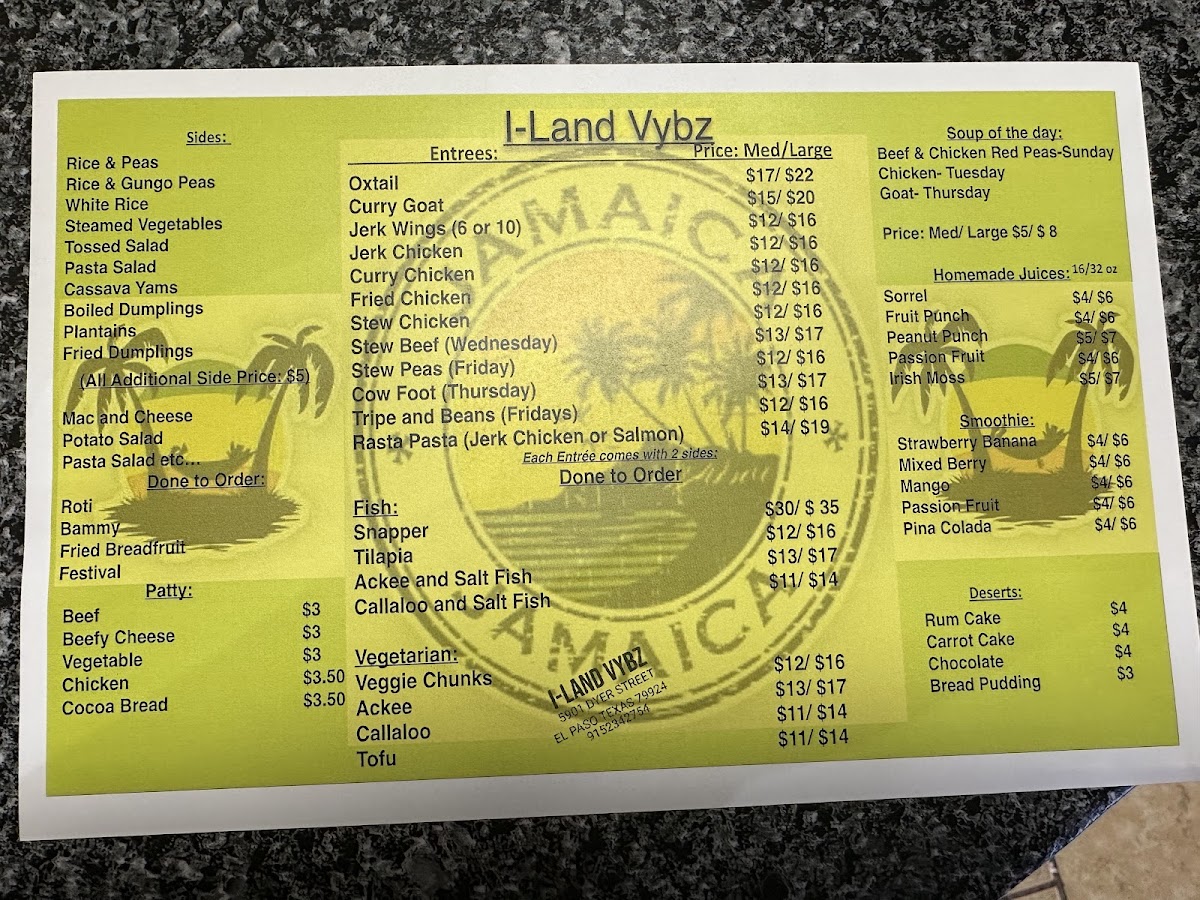 I-Land Vybz
Sides:
Rice & Peas
Rice & Gungo Peas
White Rice
Steamed Vegetables
Tossed Salad
Pasta Salad
Cassava Yams
Boiled Dumplings
Plantains
Fried Dumplings
(All Additional Side Price: $5)
Mac and Cheese
Potato Salad
Pasta Salad etc...
Done to Order:
Roti
Bammy
Fried Breadfruit
Festival
Patty:
Beef $3
Beefy Cheese $3
Vegetable $3
Chicken $3.50
Cocoa Bread $3.50
Entrees: Price: Med/Large
Oxtail $17/ $22
Curry Goat $15/ $20
Jerk Wings (6 or 10) $12/ $16
Jerk Chicken $12/ $16
Curry Chicken $12/ $16
Fried Chicken $12/ $16
Stew Chicken $12/ $16
Stew Beef (Wednesday) $13/ $17
Stew Peas (Friday) $12/ $16
Cow Foot (Thursday) $13/ $17
Tripe and Beans (Fridays) $12/ $16
Rasta Pasta (Jerk Chicken or Salmon) $14/ $19
Each Entrée comes with 2 sides:
Done to Order
Fish:
Snapper $30/ $ 35
Tilapia $12/ $16
Ackee and Salt Fish $13/ $17
Callaloo and Salt Fish $11/ $14
Vegetarian:
Veggie Chunks $12/ $16
Ackee $13/ $17
Callaloo $11/ $14
Tofu $11/ $14
JAMAICA
JAMAICA
I-LAND VYBZ
5901 DYER STREET
EL PASO TEXAS 79924
9152342754
Soup of the day:
Beef & Chicken Red Peas-Sunday
Chicken- Tuesday
Goat- Thursday
Price: Med/ Large $5/ $ 8
Homemade Juices: 16/32 oz
Sorrel $4/ $6
Fruit Punch $4/ $6
Peanut Punch $5/ $7
Passion Fruit $4/ $6
Irish Moss $5/ $7
Smoothie:
Strawberry Banana $4/ $6
Mixed Berry $4/ $6
Mango $4/ $6
Passion Fruit $4/ $6
Pina Colada $4/ $6
Deserts:
Rum Cake $4
Carrot Cake $4
Chocolate $4
Bread Pudding $3